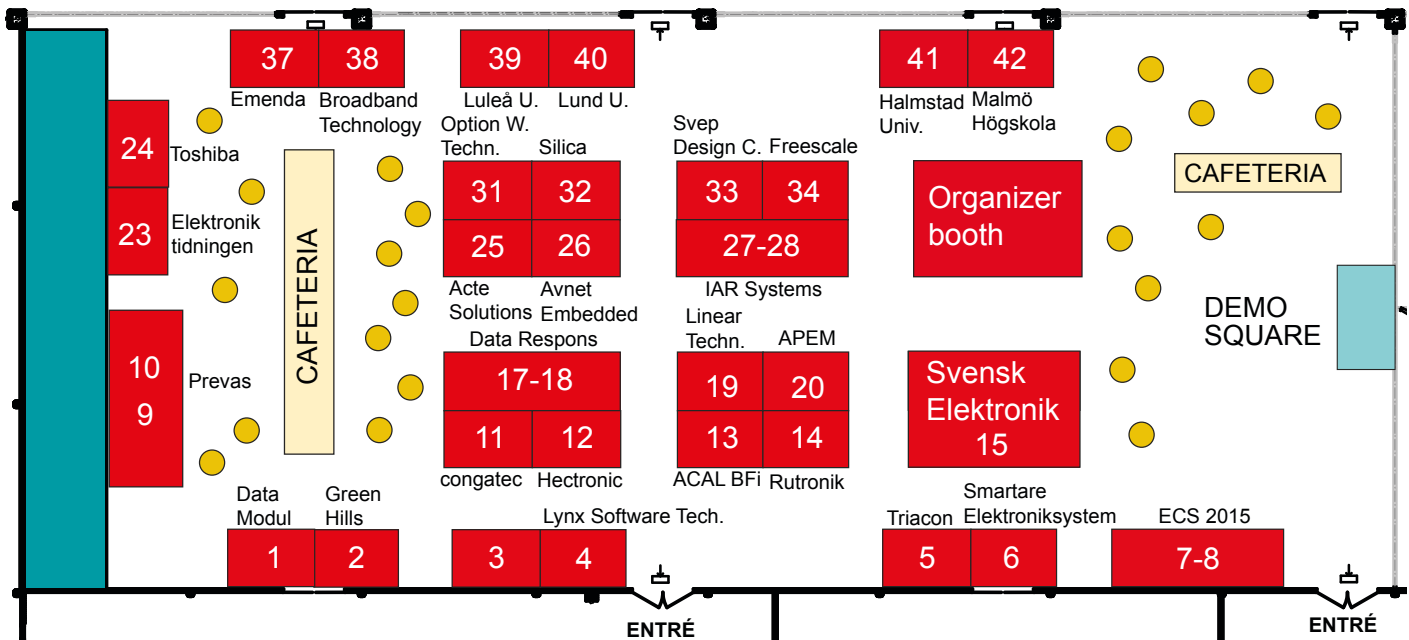 37
38
39
40
41
42
Emenda
Broadband
Technology
Luleå U.
Lund U.
Halmstad
Univ.
Malmö
Högskola
24
Toshiba
23
Elektronik
tidningen
10
9
Prevas
CAFETERIA
Option W.
Techn.
Silica
31
32
25
26
Acte
Solutions
Avnet
Embedded
Svep
Design C.
Freescale
33
34
27-28
IAR Systems
Organizer
booth
CAFETERIA
DEMO
SQUARE
Data Respons
17-18
11
12
congatec
Hectronic
Linear
Techn.
APEM
19
20
13
14
ACAL BFi
Rutronik
Svensk
Elektronik
15
Data
Modul
Green
Hills
1
2
Lynx Software Tech.
3
4
Triacon
Smartare
Elektroniksystem
5
6
ECS 2015
7-8
ENTRÉ
ENTRÉ